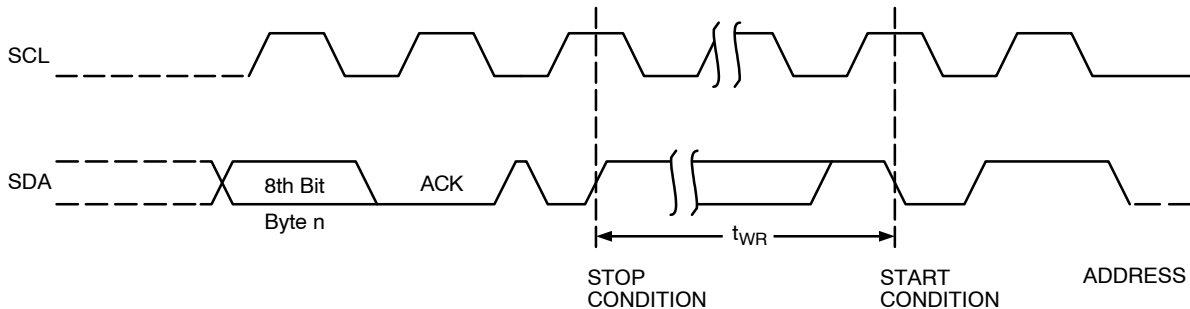 SCL
SDA
8th Bit
ACK
Byte n
tWR
STOP
CONDITION
START
CONDITION
ADDRESS